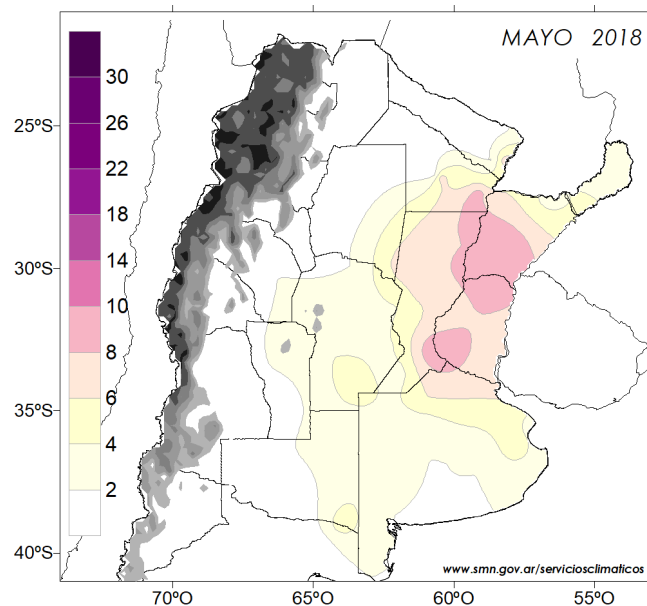 MAYO 2018
30
26
22
18
14
10
8
6
4
2
25ºS
30ºS
35ºS
40ºS
70ºO
65ºO
60ºO
55ºO
www.smn.gov.ar/serviciosclimaticos